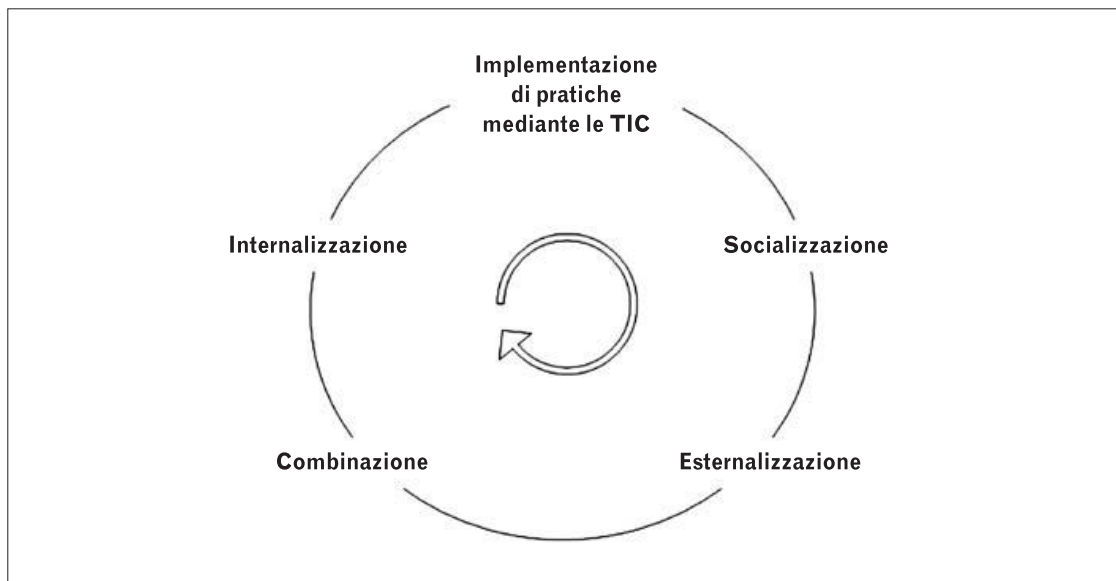 Implementazione
di pratiche
mediante le TIC
Internalizzazione
Socializzazione
Combinazione
Esternalizzazione